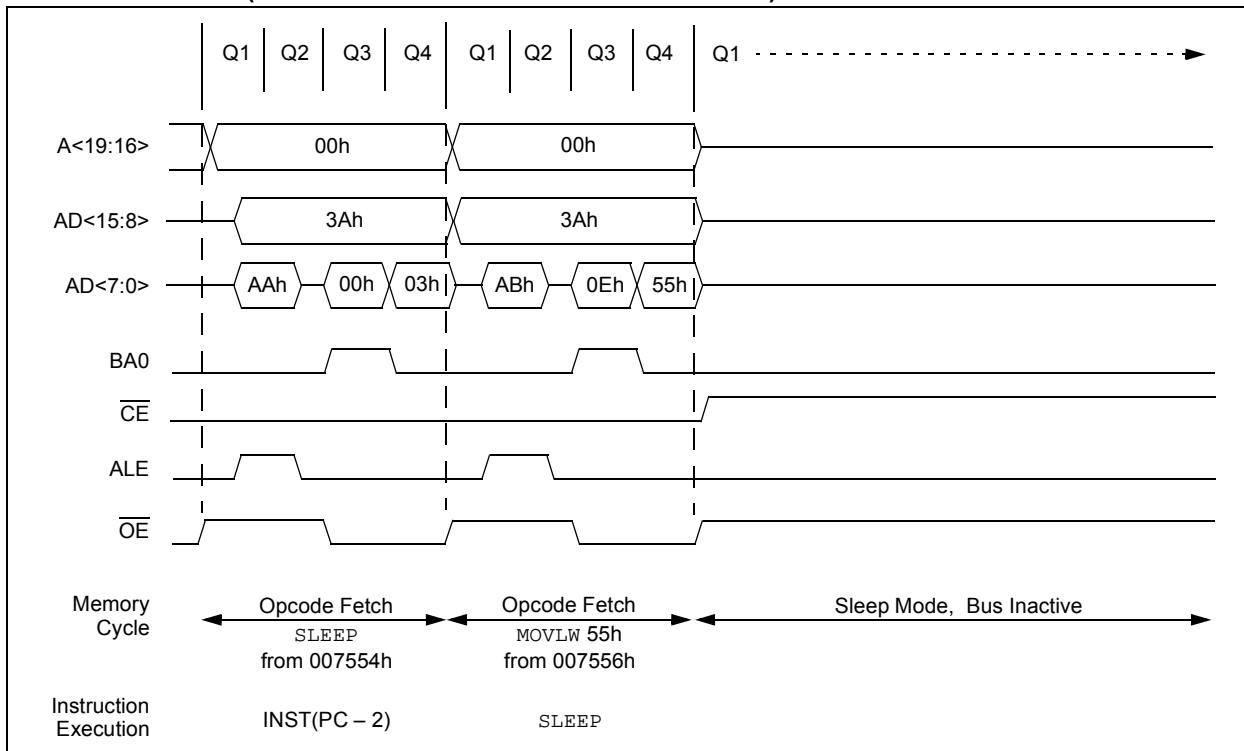 Q1 Q2 Q3 Q4 Q1 Q2 Q3 Q4 Q1
A<19:16> 00h 00h
AD<15:8> 3Ah 3Ah
AD<7:0> AAh 00h 03h ABh 0Eh 55h
BA0
CE
ALE
OE
Memory Cycle
Opcode Fetch
SLEEP
from 007554h
Opcode Fetch
MOVLW 55h
from 007556h
Sleep Mode, Bus Inactive
Instruction Execution
INST(PC – 2) SLEEP